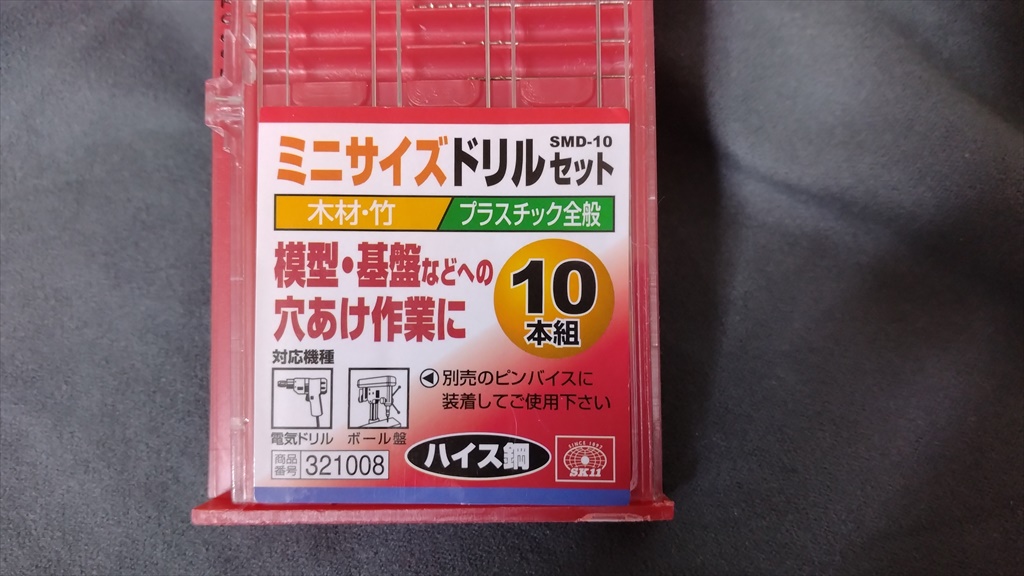 ミニサイズドリルセット
SMD-10
木材・竹
プラスチック全般
模型・基盤などへの
穴あけ作業に
10
本組
対応機種
電気ドリル
ボール盤
別売のピンバイスに
装着してご使用下さい
商品
番号
321008
ハイス鋼
SINCE 1897
SK11